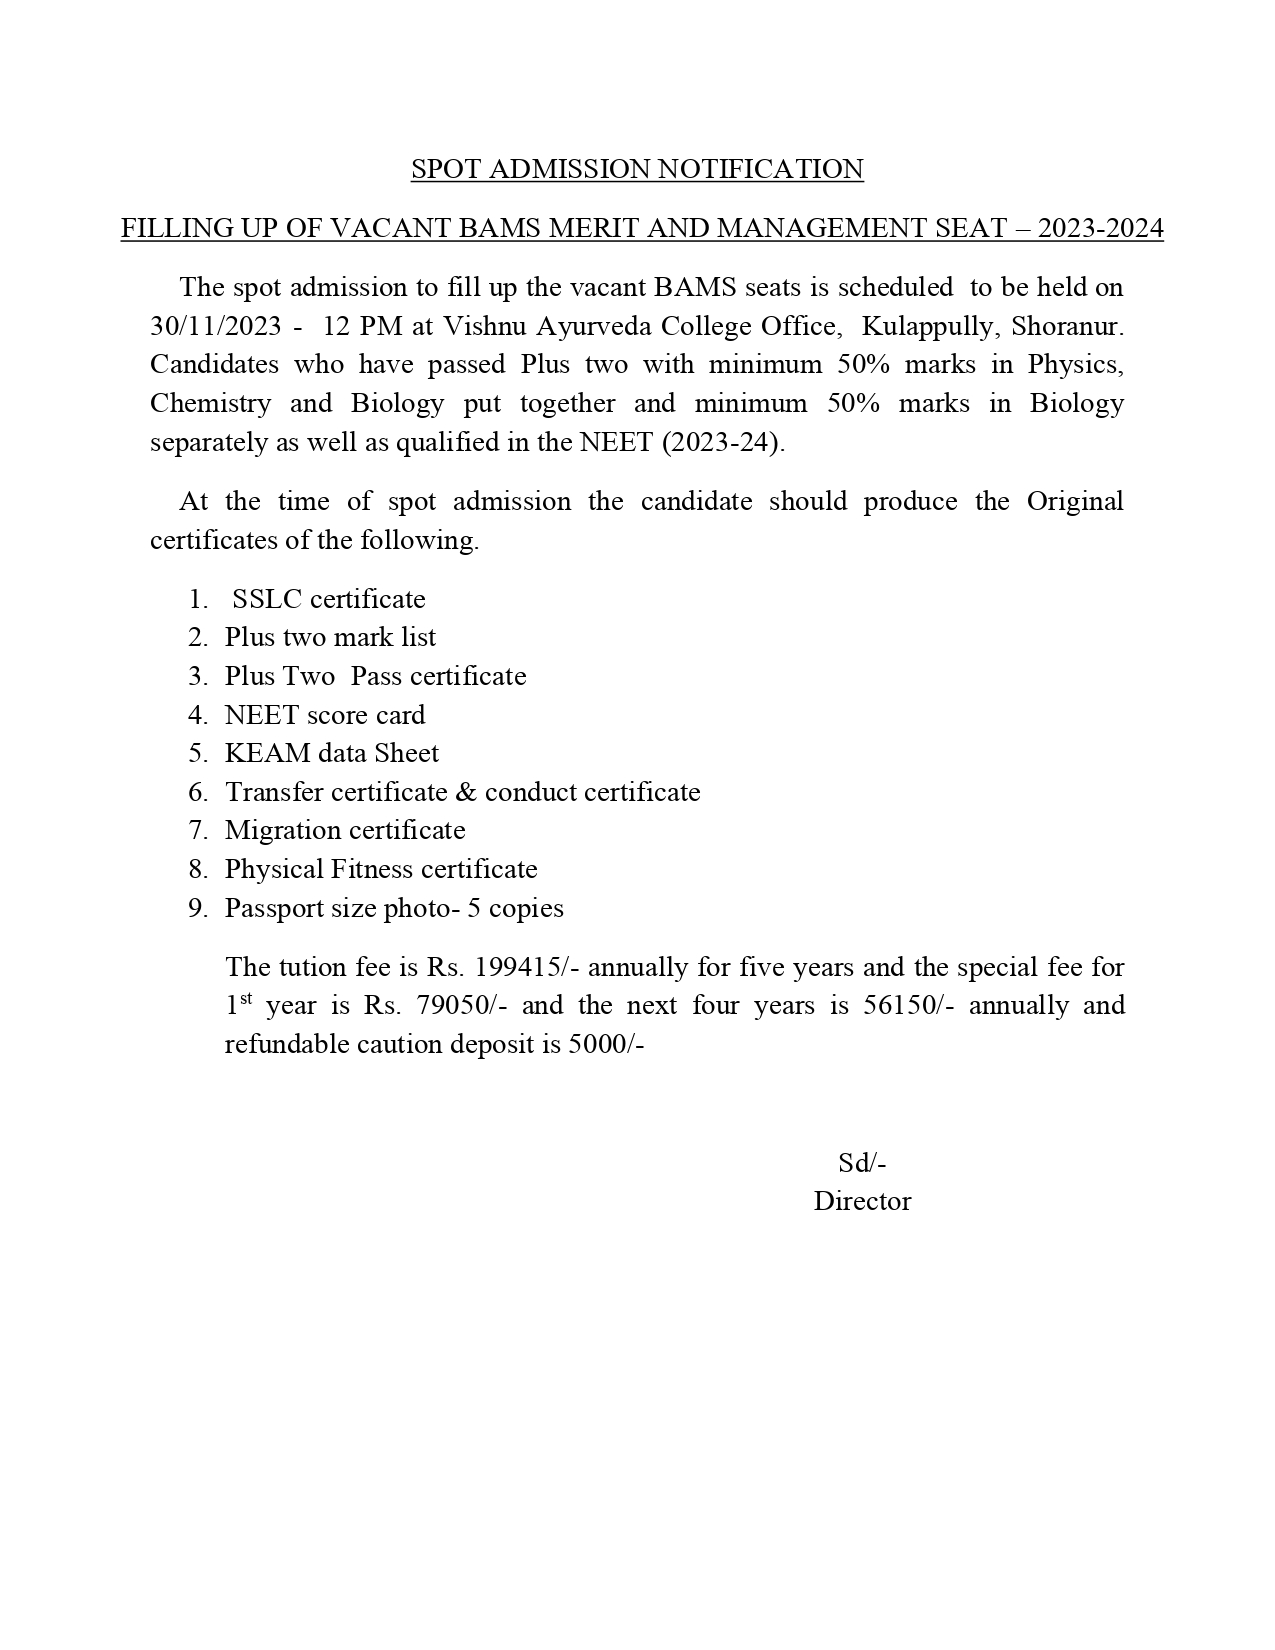 SPOT ADMISSION NOTIFICATION
FILLING UP OF VACANT BAMS MERIT AND MANAGEMENT SEAT – 2023-2024
The spot admission to fill up the vacant BAMS seats is scheduled to be held on
30/11/2023 - 12 PM at Vishnu Ayurveda College Office, Kulappully, Shoranur.
Candidates who have passed Plus two with minimum 50% marks in Physics,
Chemistry and Biology put together and minimum 50% marks in Biology
separately as well as qualified in the NEET (2023-24).
At the time of spot admission the candidate should produce the Original
certificates of the following.
1. SSLC certificate
2. Plus two mark list
3. Plus Two Pass certificate
4. NEET score card
5. KEAM data Sheet
6. Transfer certificate & conduct certificate
7. Migration certificate
8. Physical Fitness certificate
9. Passport size photo- 5 copies
The tution fee is Rs. 199415/- annually for five years and the special fee for
1st year is Rs. 79050/- and the next four years is 56150/- annually and
refundable caution deposit is 5000/-
Sd/-
Director